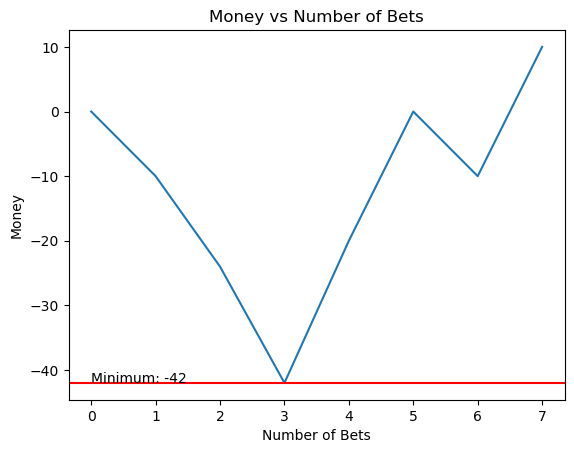 Money vs Number of Bets
10
0
−10
−20
−30
−40
Money
Minimum: -42
0 1 2 3 4 5 6 7
Number of Bets